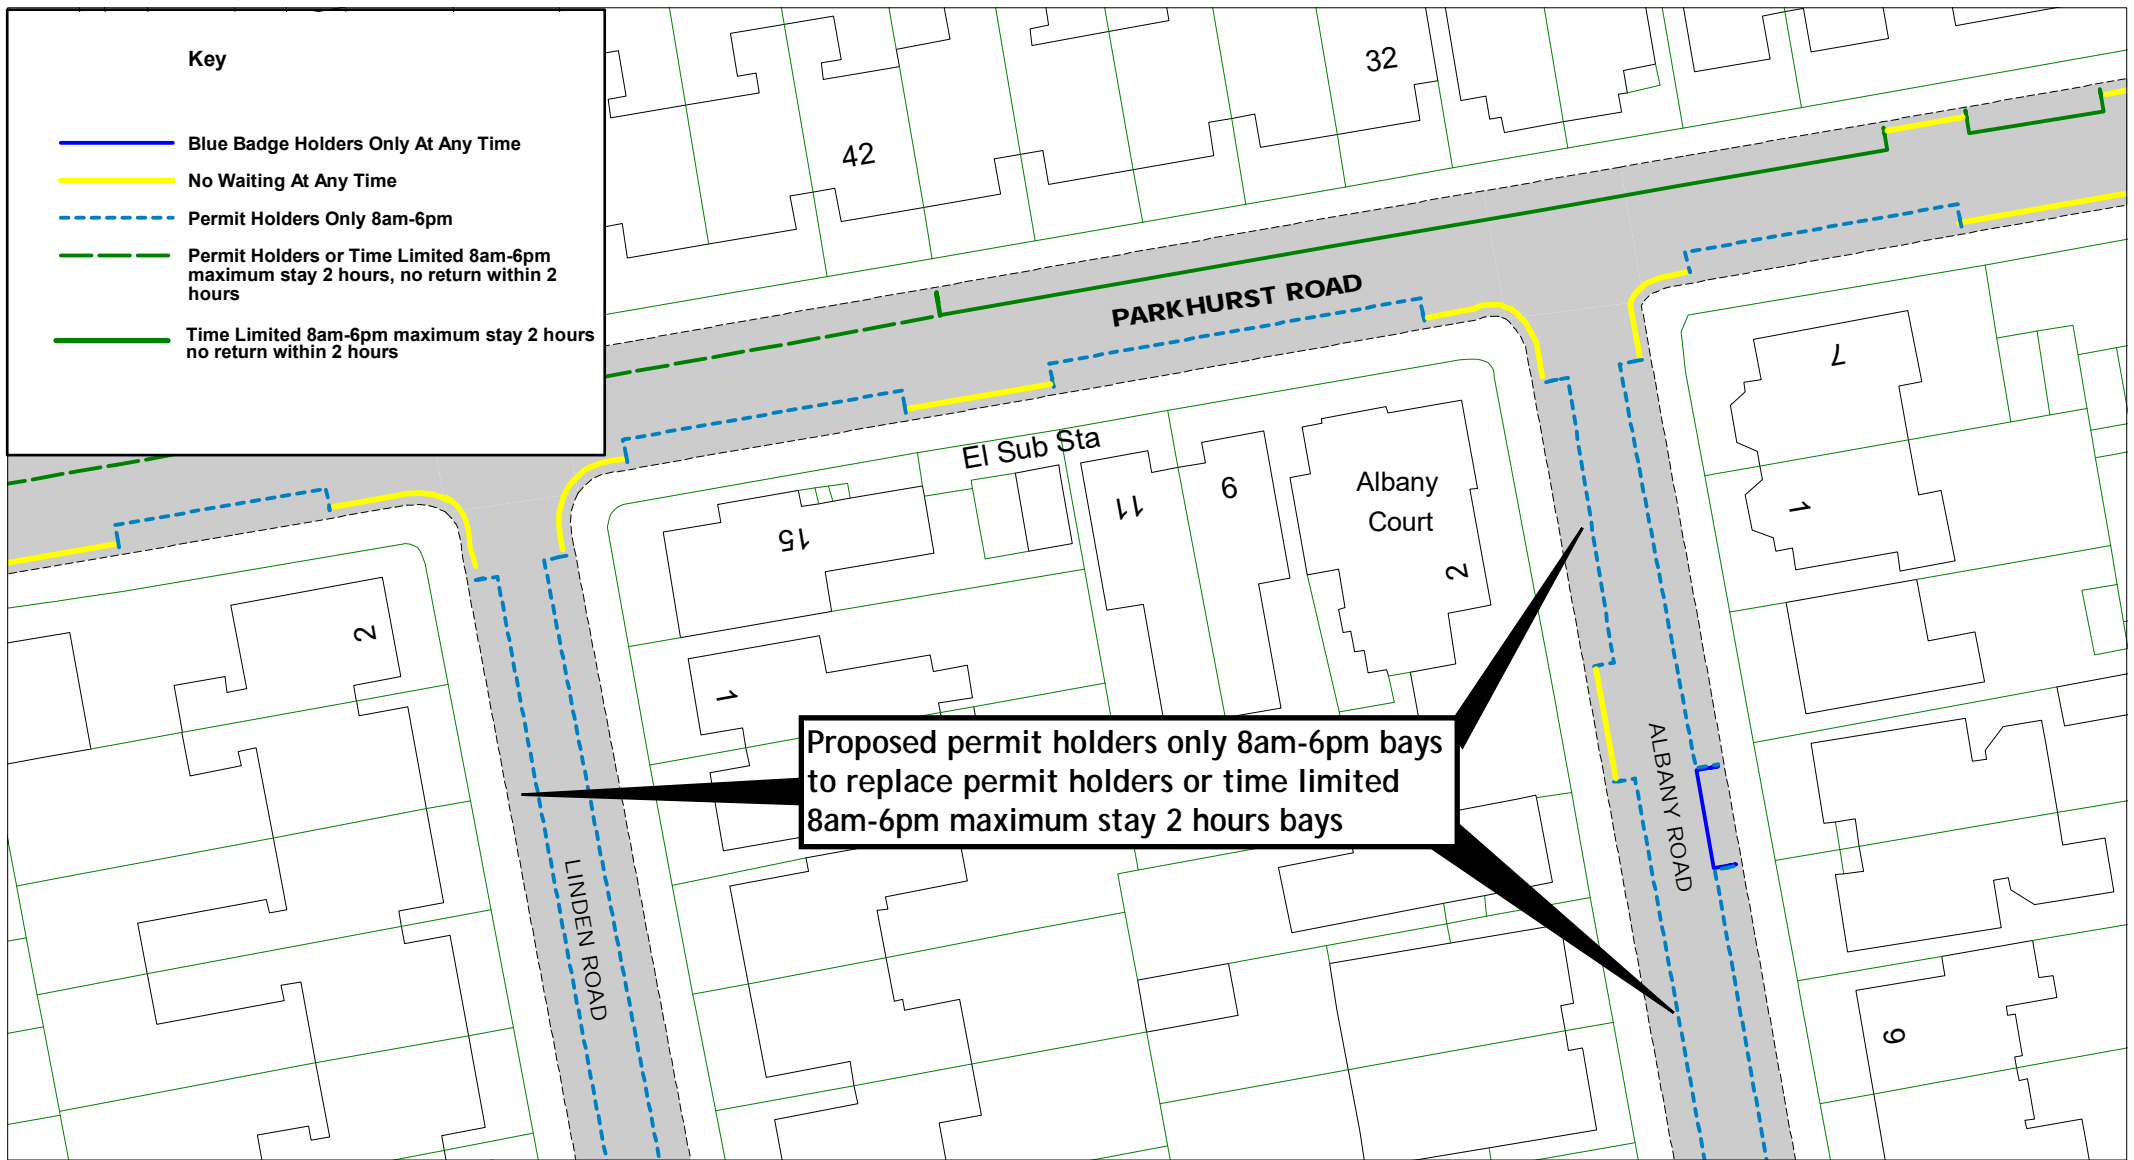 Key
Blue Badge Holders Only At Any Time
No Waiting At Any Time
Permit Holders Only 8am-6pm
Permit Holders or Time Limited 8am-6pm
maximum stay 2 hours, no return within 2
hours
Time Limited 8am-6pm maximum stay 2 hours
no return within 2 hours
32
42
PARKHURST ROAD
El Sub Sta
7
11
9
Albany
Court
1
15
2
2
1
Proposed permit holders only 8am-6pm bays
to replace permit holders or time limited
8am-6pm maximum stay 2 hours bays
ALBANY ROAD
LINDEN ROAD
9